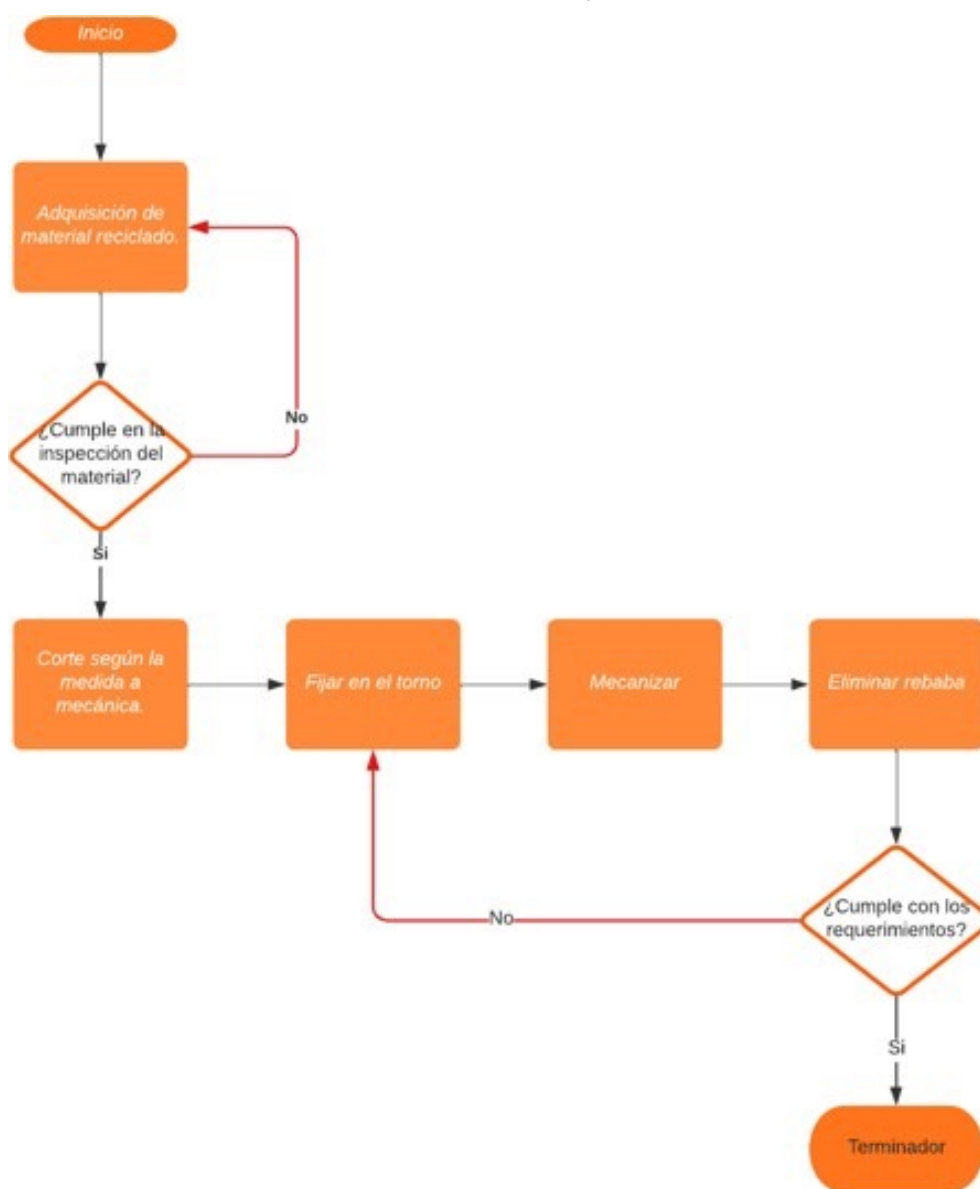 Inicio
Adquisición de
material reciclado.
¿Cumple en la
inspección del
material?
No
Si
Corte según la
medida a
mecánica.
Fijar en el torno
Mecanizar
Eliminar rebaba
¿Cumple con los
requerimientos?
No
Si
Terminador